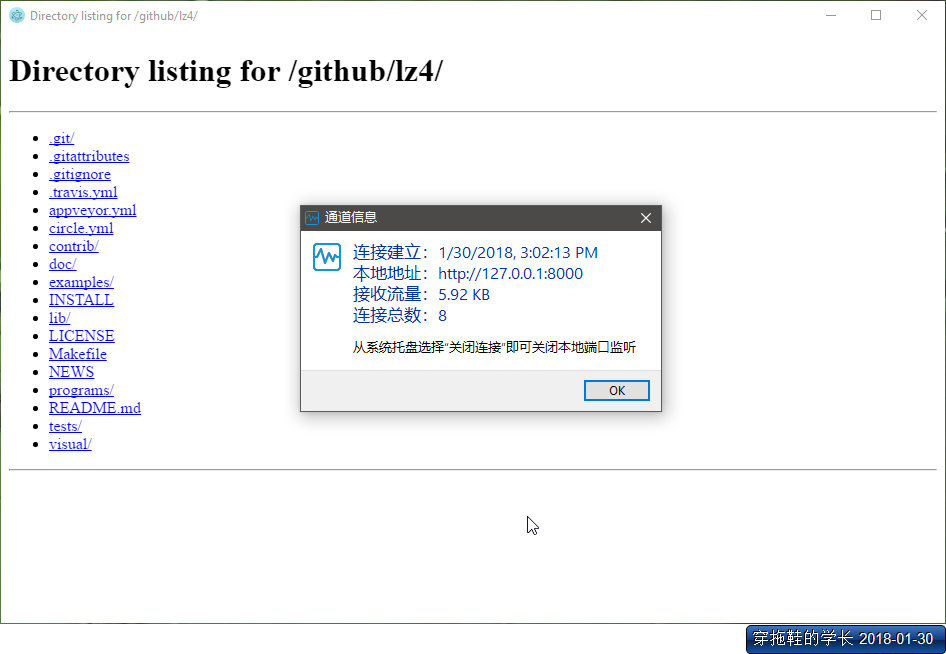 Directory listing for /github/lz4/
Directory listing for /github/lz4/
.git/
.gitattributes
.gitignore
.travis.yml
appveyor.yml
circle.yml
contrib/
doc/
examples/
INSTALL
lib/
LICENSE
Makefile
NEWS
programs/
README.md
tests/
visual/
通道信息
连接建立：1/30/2018, 3:02:13 PM
本地地址：http://127.0.0.1:8000
接收流量：5.92 KB
连接总数：8
从系统托盘选择“关闭连接”即可关闭本地端口监听
OK
穿拖鞋的学长 2018-01-30